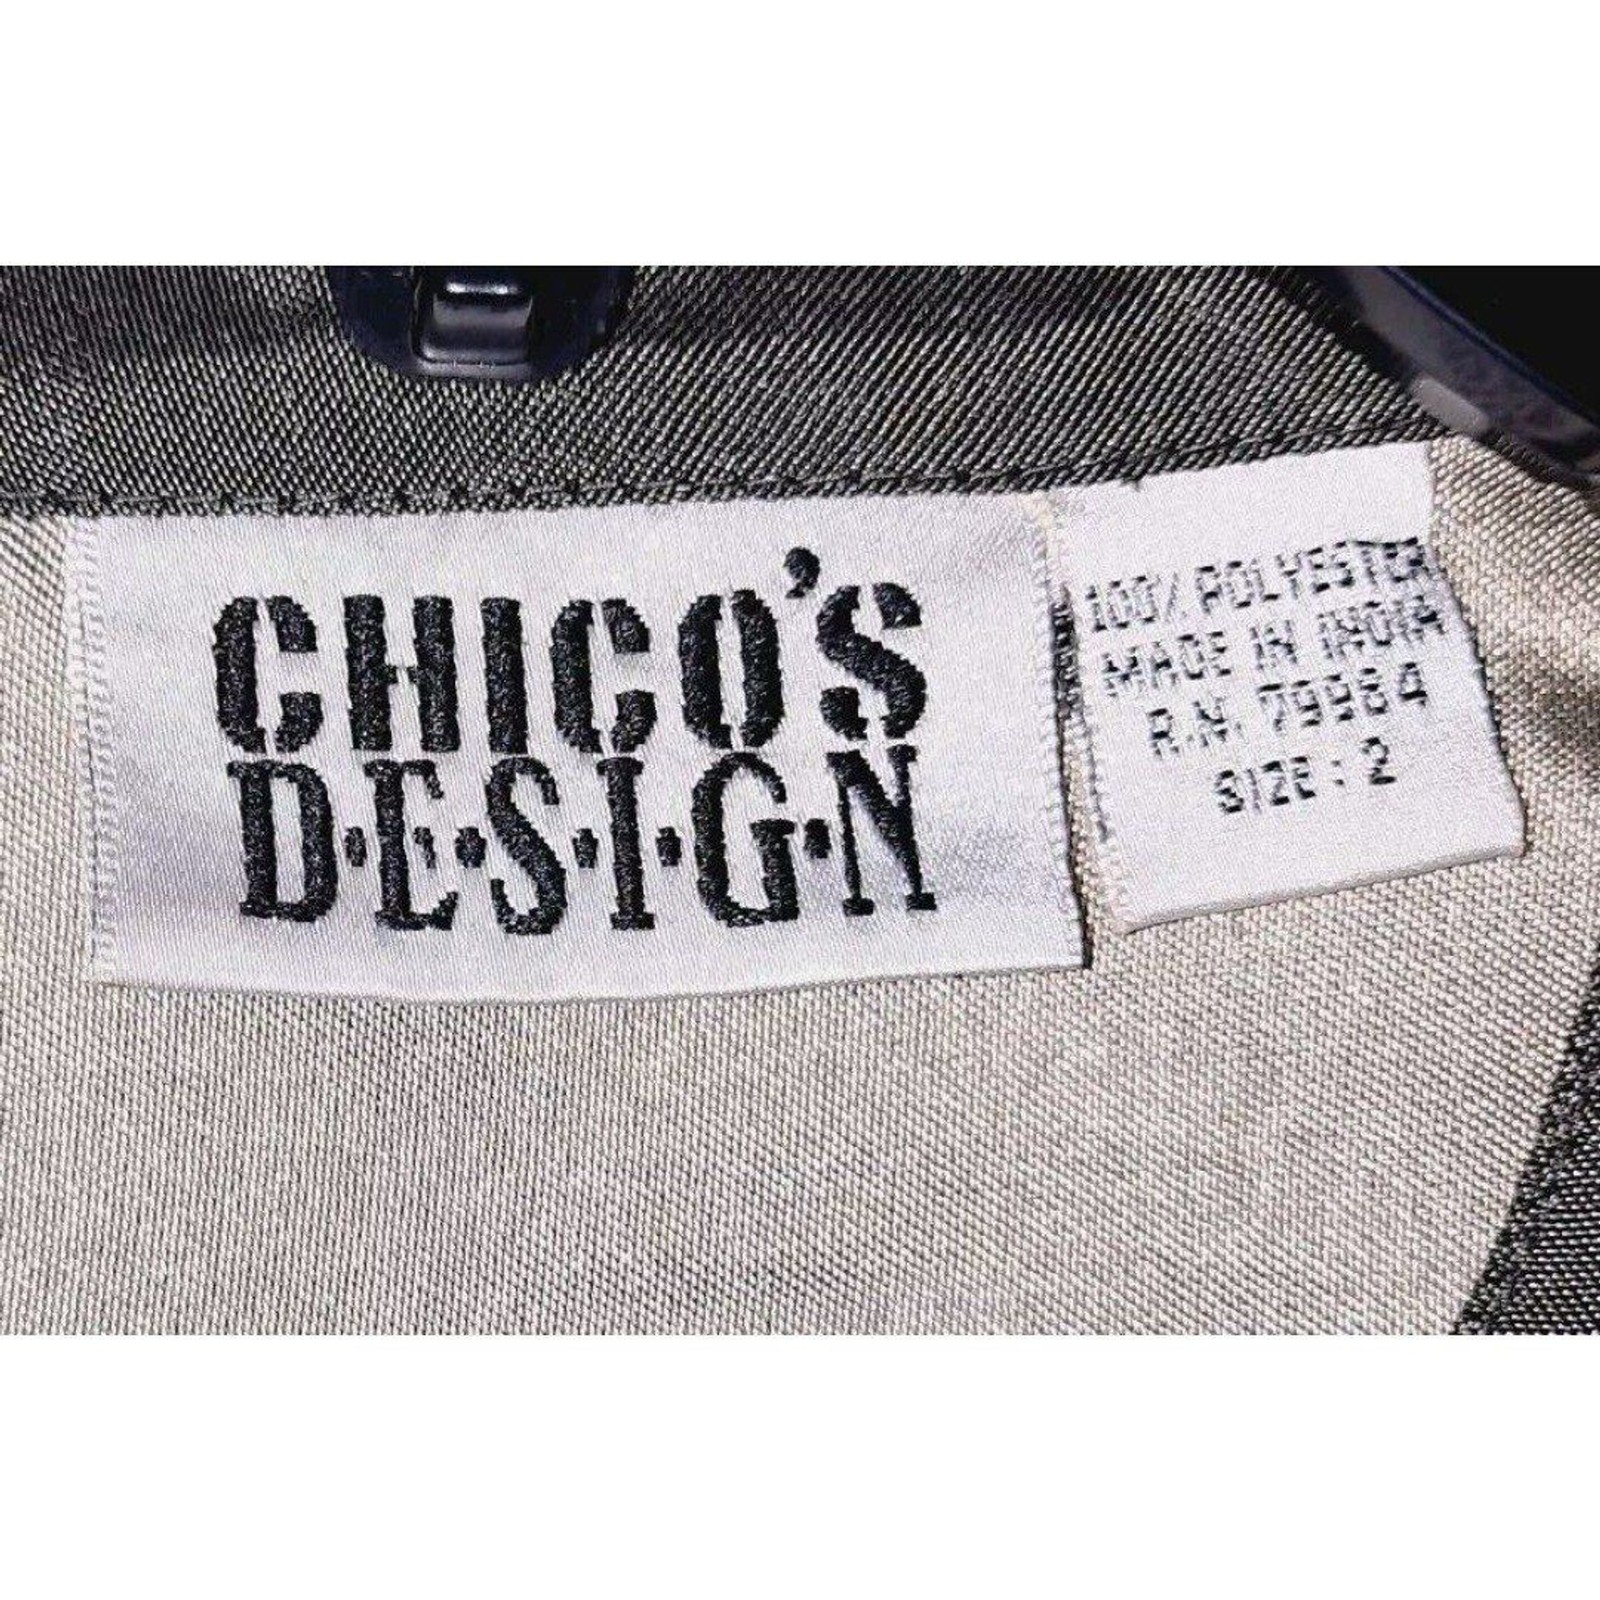 CHICO'S
D·E·S·I·G·N
100% POLYESTER
MADE IN INDIA
R.N. 79984
SIZE: 2